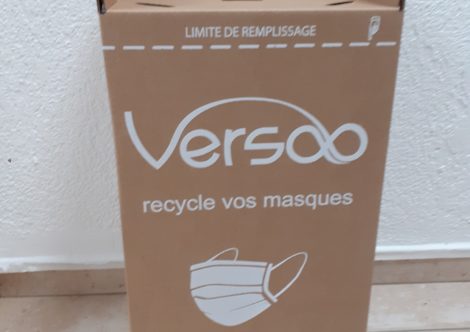 LIMITE DE REMPLISSAGE
Versoo
recycle vos masques